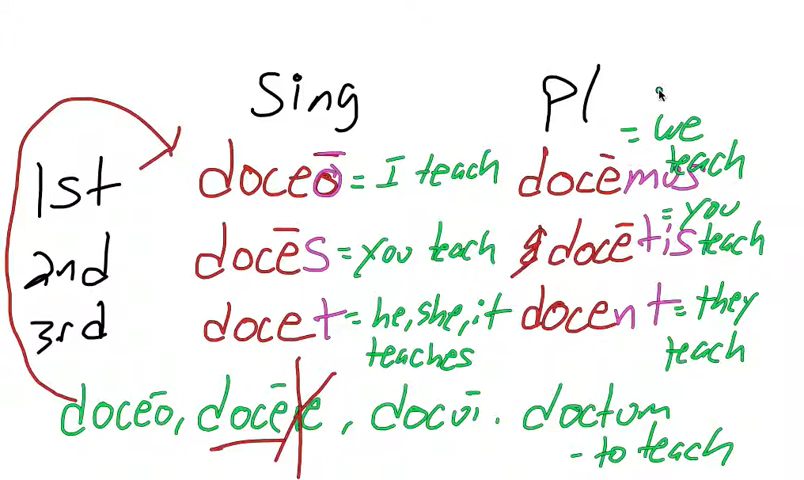 Sing Pl
1st doceō = I teach docēmus = we teach
2nd docēs = you teach docētis = you teach
3rd docet = he, she, it teaches docent = they teach
docēo, docēre, docuī. doctum
- to teach